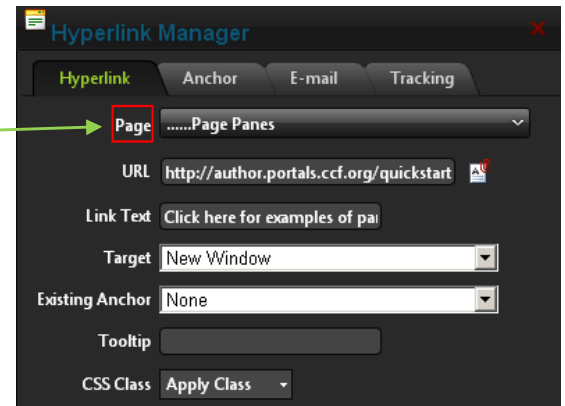 Hyperlink Manager
Hyperlink Anchor E-mail Tracking
Page ......Page Panes
URL http://author.portals.ccf.org/quickstart
Link Text Click here for examples of pa
Target New Window
Existing Anchor None
Tooltip
CSS Class Apply Class